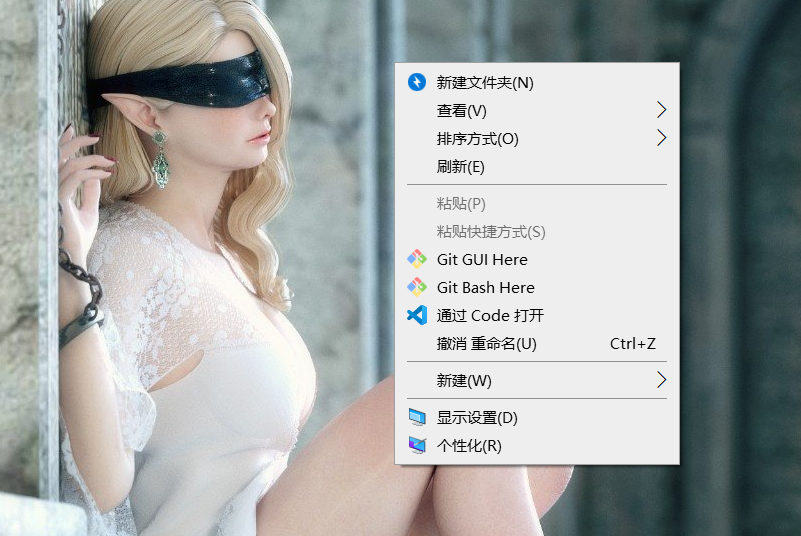 新建文件夹(N)
查看(V)
排序方式(O)
刷新(E)
粘贴(P)
粘贴快捷方式(S)
Git GUI Here
Git Bash Here
通过 Code 打开
撤消 重命名(U) Ctrl+Z
新建(W)
显示设置(D)
个性化(R)